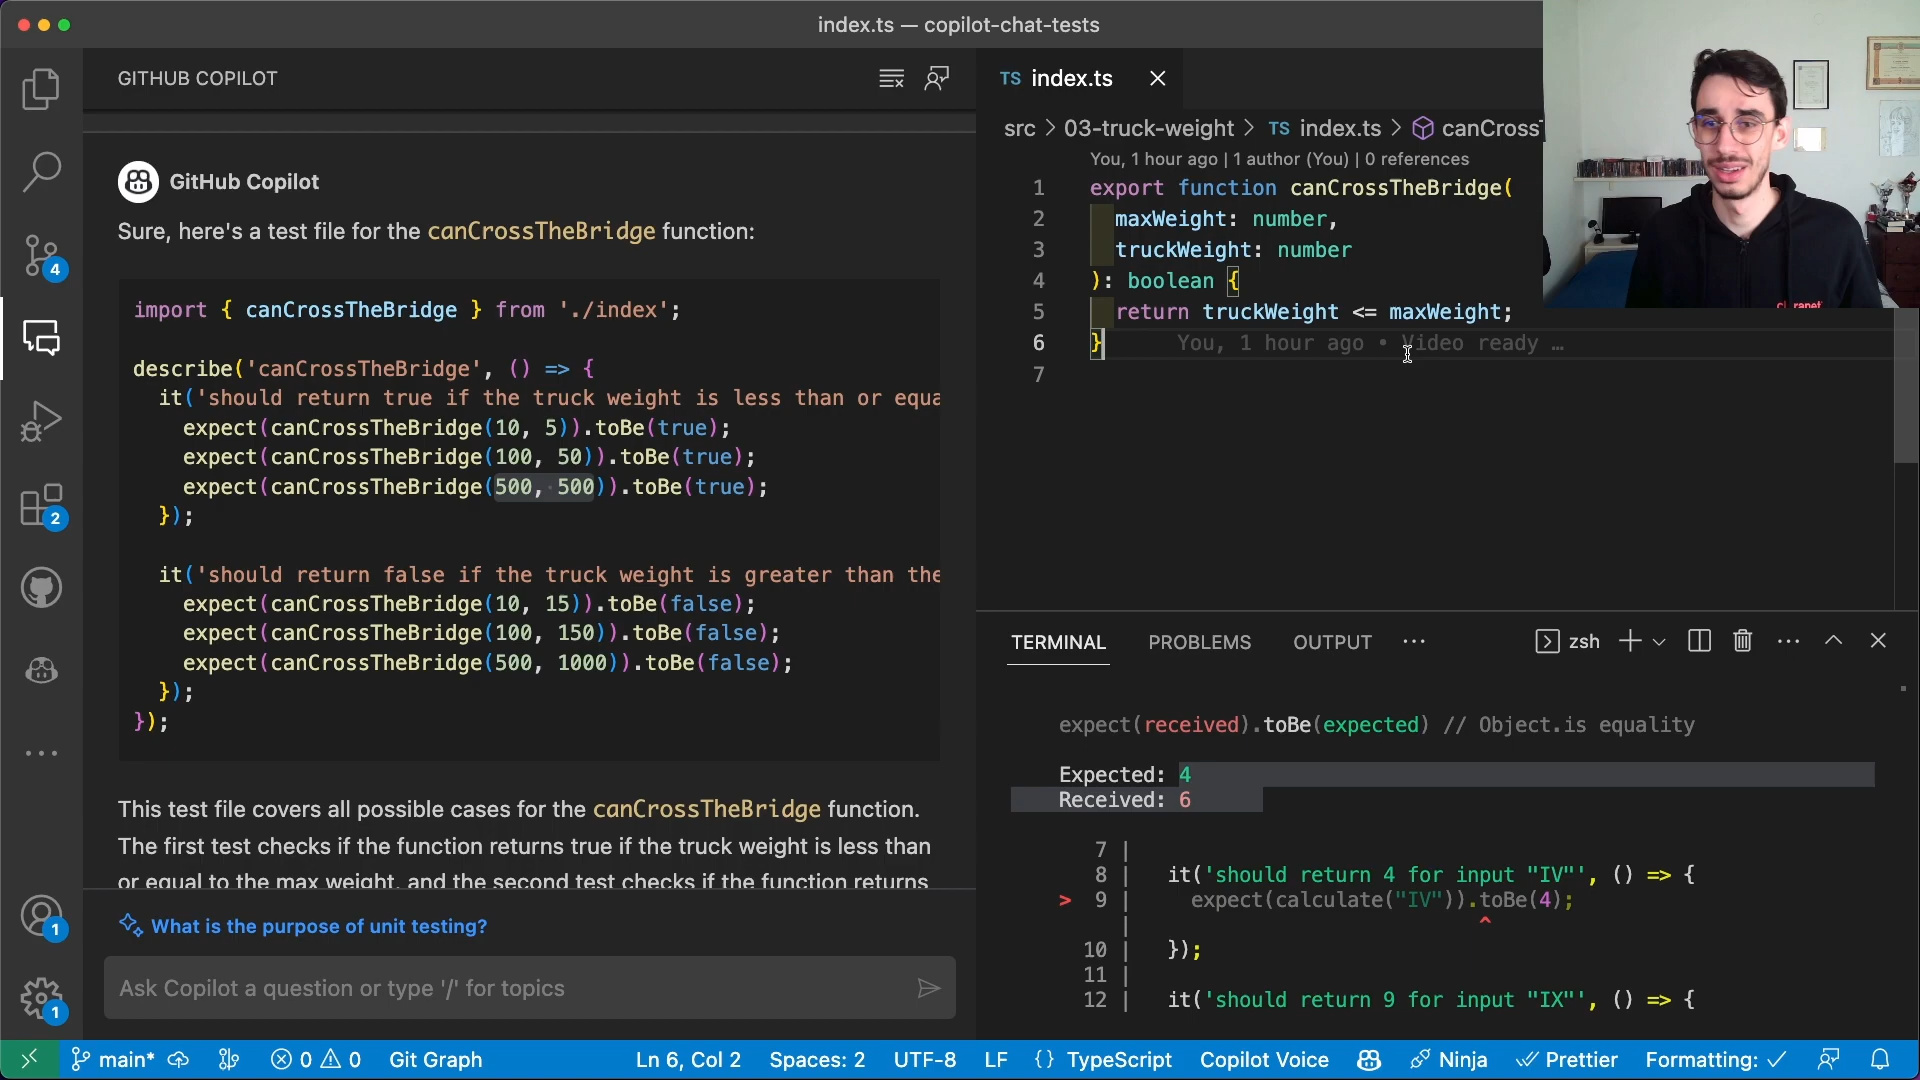 index.ts — copilot-chat-tests
GITHUB COPILOT
GitHub Copilot
Sure, here's a test file for the canCrossTheBridge function:
import { canCrossTheBridge } from './index';
describe('canCrossTheBridge', () => {
it('should return true if the truck weight is less than or equa
expect(canCrossTheBridge(10, 5)).toBe(true);
expect(canCrossTheBridge(100, 50)).toBe(true);
expect(canCrossTheBridge(500, 500)).toBe(true);
});
it('should return false if the truck weight is greater than the
expect(canCrossTheBridge(10, 15)).toBe(false);
expect(canCrossTheBridge(100, 150)).toBe(false);
expect(canCrossTheBridge(500, 1000)).toBe(false);
});
});
This test file covers all possible cases for the canCrossTheBridge function.
The first test checks if the function returns true if the truck weight is less than
or equal to the max weight, and the second test checks if the function returns
What is the purpose of unit testing?
Ask Copilot a question or type '/' for topics
4
2
1
1
TS index.ts
src > 03-truck-weight > TS index.ts > canCrossT
You, 1 hour ago | 1 author (You) | 0 references
1 export function canCrossTheBridge(
2 maxWeight: number,
3 truckWeight: number
4 ): boolean {
5 return truckWeight <= maxWeight;
6 } You, 1 hour ago • Video ready …
7
TERMINAL PROBLEMS OUTPUT ··· zsh
expect(received).toBe(expected) // Object.is equality
Expected: 4
Received: 6
7 |
8 | it('should return 4 for input "IV"', () => {
> 9 | expect(calculate("IV")).toBe(4);
| ^
10 | });
11 |
12 | it('should return 9 for input "IX"', () => {
main* 0 0 Git Graph Ln 6, Col 2 Spaces: 2 UTF-8 LF {} TypeScript Copilot Voice Ninja Prettier Formatting: ✓